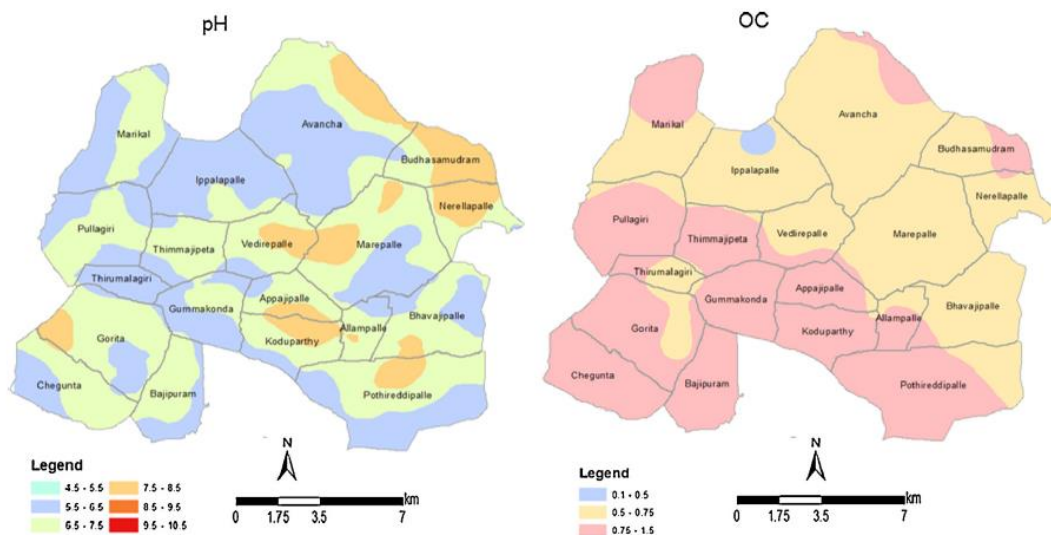 pH
Avancha
Marikal
Budhasamudram
Ippalapalle
Nerellapalle
Pullagiri
Vedirepalle
Marepalle
Thimmajipeta
Thirumalagiri
Appajipalle
Gummakonda
Bhavajipalle
Allampalle
Koduparthy
Gorita
Chegunta
Bajipuram
Pothireddipalle
N
Legend
4.5 - 5.5 7.5 - 8.5
5.5 - 6.5 8.5 - 9.5
6.5 - 7.5 9.5 - 10.5
km
0 1.75 3.5 7
OC
Avancha
Marikal
Budhasamudram
Ippalapalle
Nerellapalle
Pullagiri
Vedirepalle
Marepalle
Thimmajipeta
Thirumalagiri
Appajipalle
Gummakonda
Bhavajipalle
Allampalle
Koduparthy
Gorita
Chegunta
Bajipuram
Pothireddipalle
N
Legend
0.1 - 0.5
0.5 - 0.75
0.75 - 1.5
km
0 1.75 3.5 7